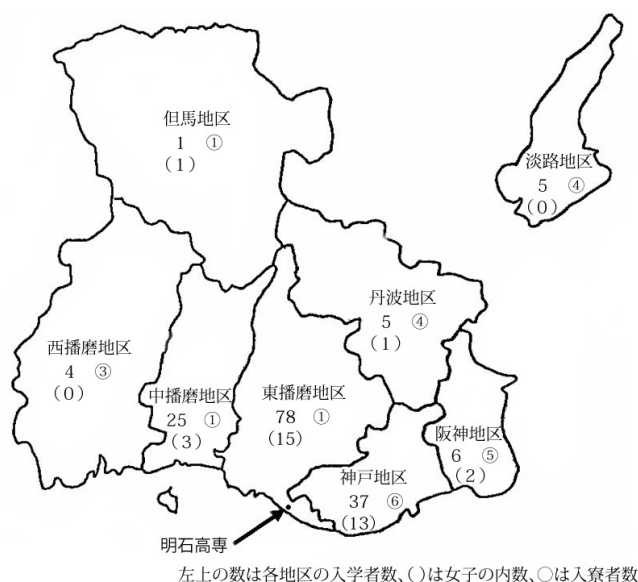 但馬地区
1 ①
(1)
淡路地区
5 ④
(0)
丹波地区
5 ④
(1)
西播磨地区
4 ③
(0)
中播磨地区
25 ①
(3)
東播磨地区
78 ①
(15)
阪神地区
6 ⑤
(2)
神戸地区
37 ⑥
(13)
明石高専
左上の数は各地区の入学者数、( )は女子の内数、○は入寮者数